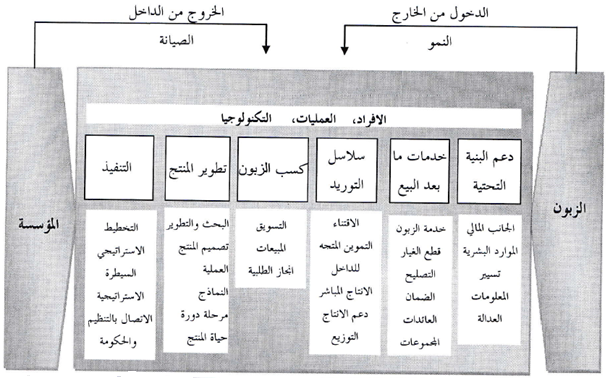 الدخول من الخارج
النمو
الخروج من الداخل
الصيانة
الزبون
المؤسسة
الافراد، العمليات، التكنولوجيا
دعم البنية
التحتية
خدمات ما
بعد البيع
سلاسل
التوريد
كسب الزبون
تطوير المنتج
التنفيذ
الجانب المالي
الموارد البشرية
تسيير
المعلومات
العدالة
خدمة الزبون
قطع الغيار
التصليح
الضمان
العائدات
المجموعات
الاقتناء
التموين المتجه
للداخل
الانتاج المباشر
دعم الانتاج
التوزيع
التسويق
المبيعات
انجاز الطلبية
البحث والتطوير
تصميم المنتج
العملية
النماذج
مرحلة دورة
حياة المنتج
التخطيط
الاستراتيجي
السيطرة
الاستراتيجية
الاتصال بالتنظيم
والحكومة